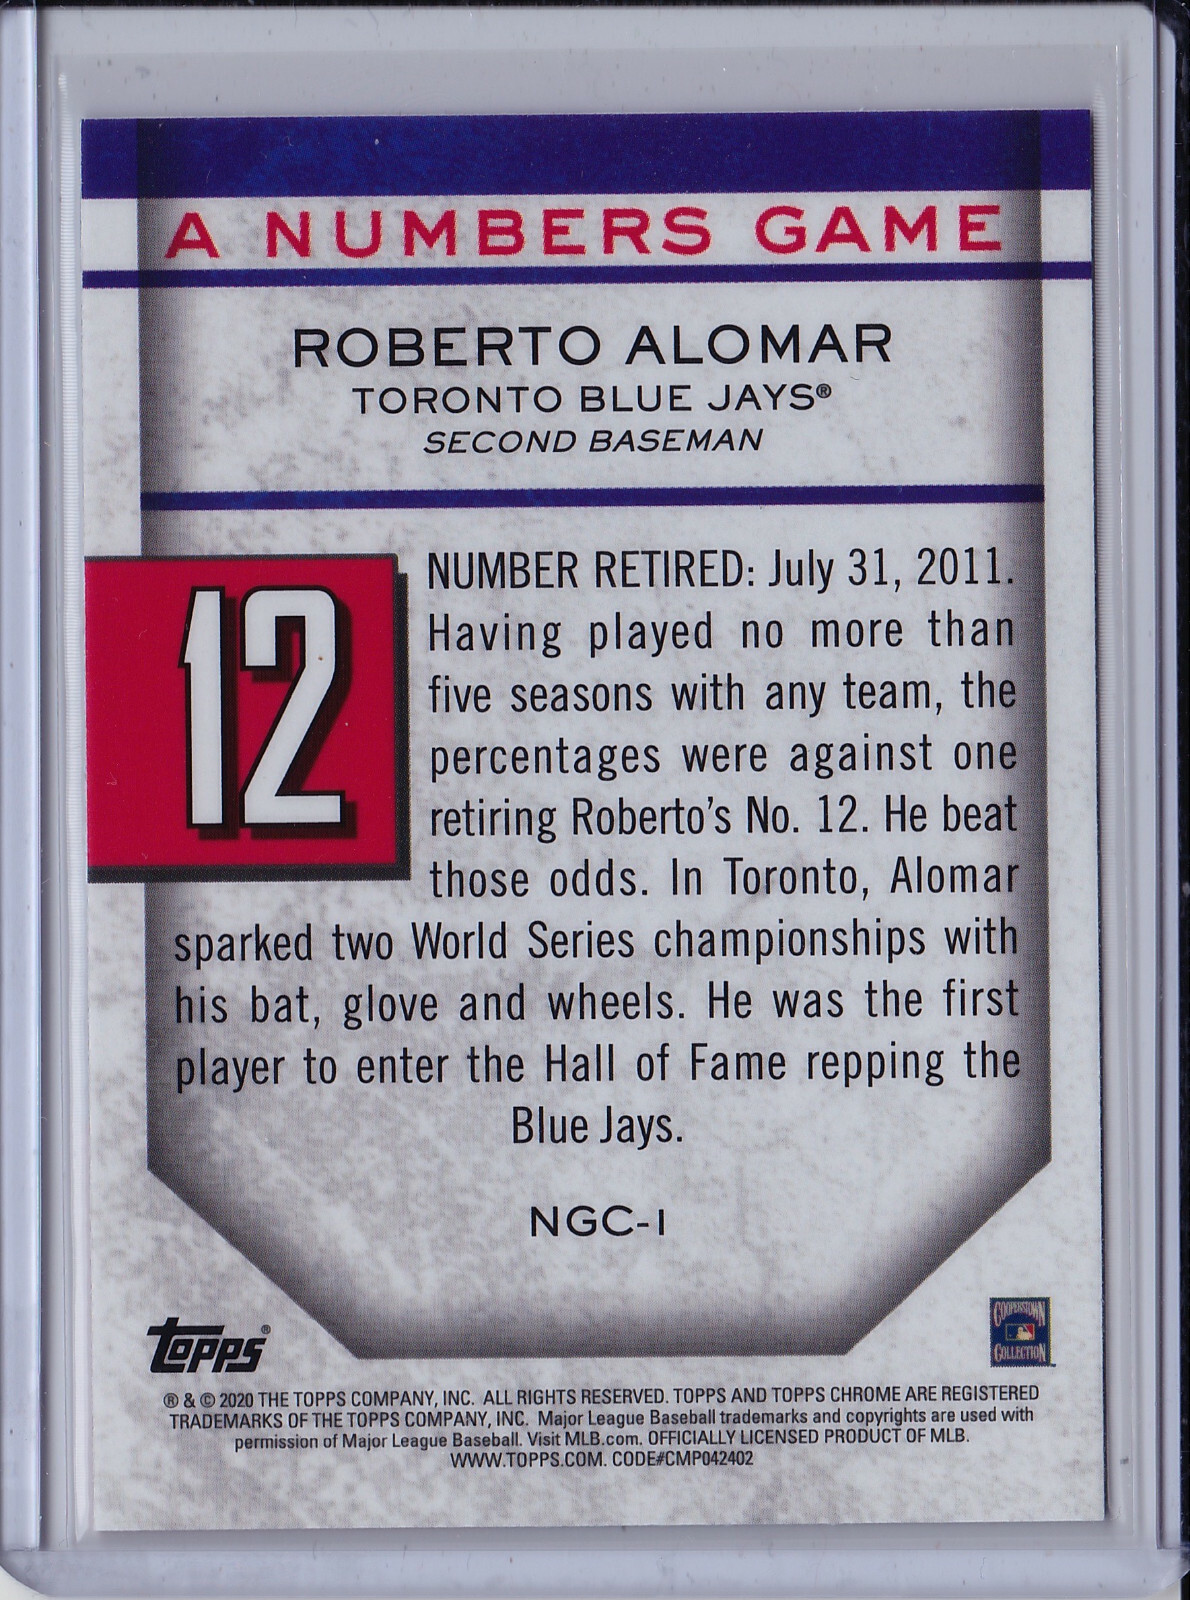 A NUMBERS GAME
ROBERTO ALOMAR
TORONTO BLUE JAYS®
SECOND BASEMAN
12
NUMBER RETIRED: July 31, 2011.
Having played no more than
five seasons with any team, the
percentages were against one
retiring Roberto's No. 12. He beat
those odds. In Toronto, Alomar
sparked two World Series championships with
his bat, glove and wheels. He was the first
player to enter the Hall of Fame repping the
Blue Jays.
NGC-1
topps®
COOPERSTOWN
COLLECTION
® & © 2020 THE TOPPS COMPANY, INC. ALL RIGHTS RESERVED. TOPPS AND TOPPS CHROME ARE REGISTERED
TRADEMARKS OF THE TOPPS COMPANY, INC. Major League Baseball trademarks and copyrights are used with
permission of Major League Baseball. Visit MLB.com. OFFICIALLY LICENSED PRODUCT OF MLB.
WWW.TOPPS.COM. CODE#CMP042402